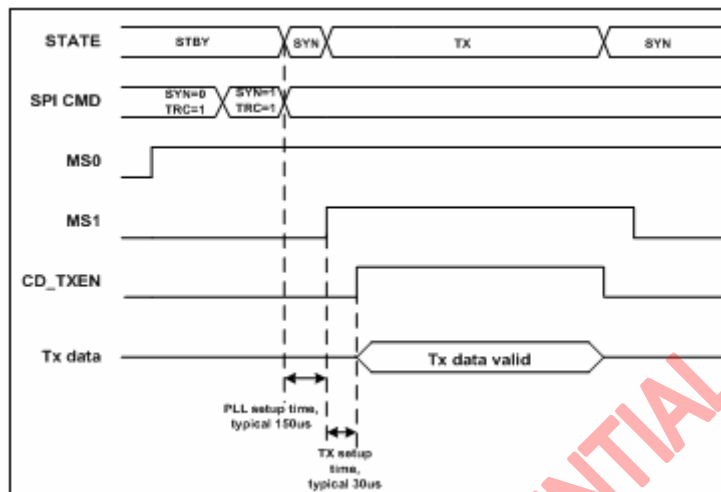 STATE STBY SYN TX SYN
SPI CMD SYN=0 SYN=1
TRC=1 TRC=1
MS0
MS1
CD_TXEN
Tx data Tx data valid
PLL setup time,
typical 150us
TX setup
time,
typical 30us
ENTIAL